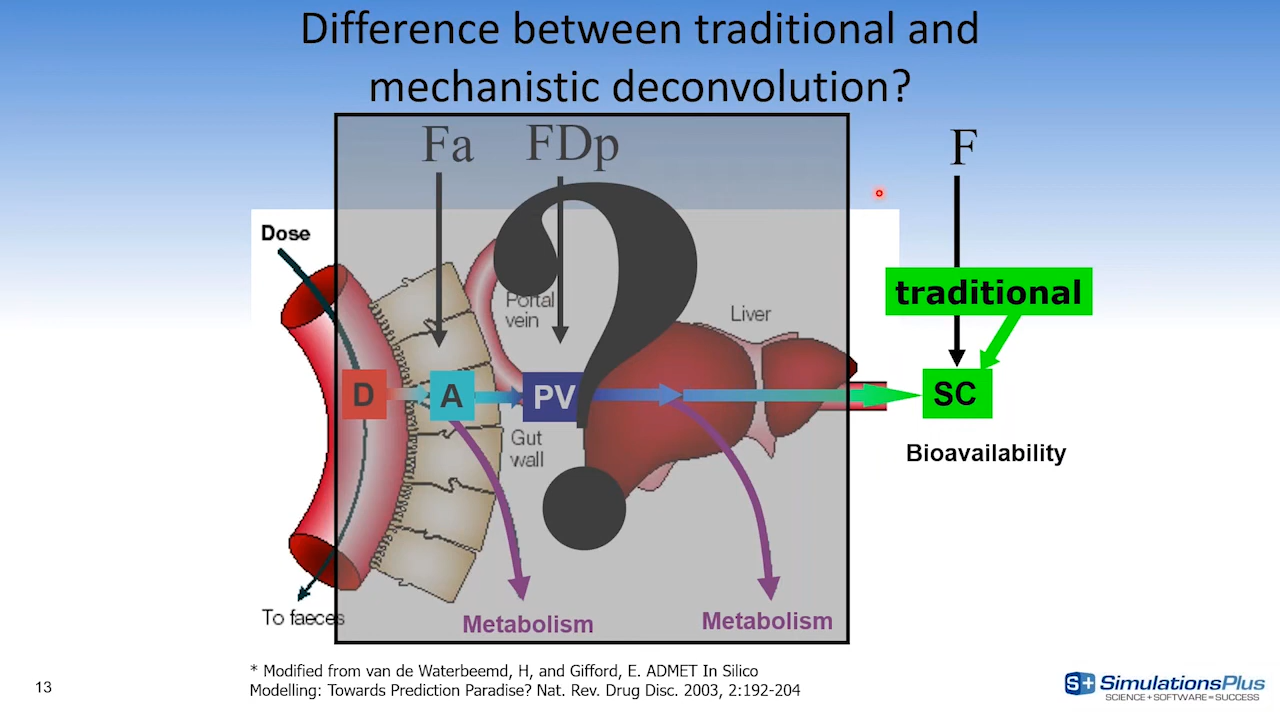 Difference between traditional and
mechanistic deconvolution?
Fa
FDp
F
Dose
traditional
Portal
vein
Liver
D
A
PV
SC
Gut
wall
Bioavailability
To faeces
Metabolism
Metabolism
* Modified from van de Waterbeemd, H, and Gifford, E. ADMET In Silico
Modelling: Towards Prediction Paradise? Nat. Rev. Drug Disc. 2003, 2:192-204
13
S+ SimulationsPlus
SCIENCE + SOFTWARE = SUCCESS
?